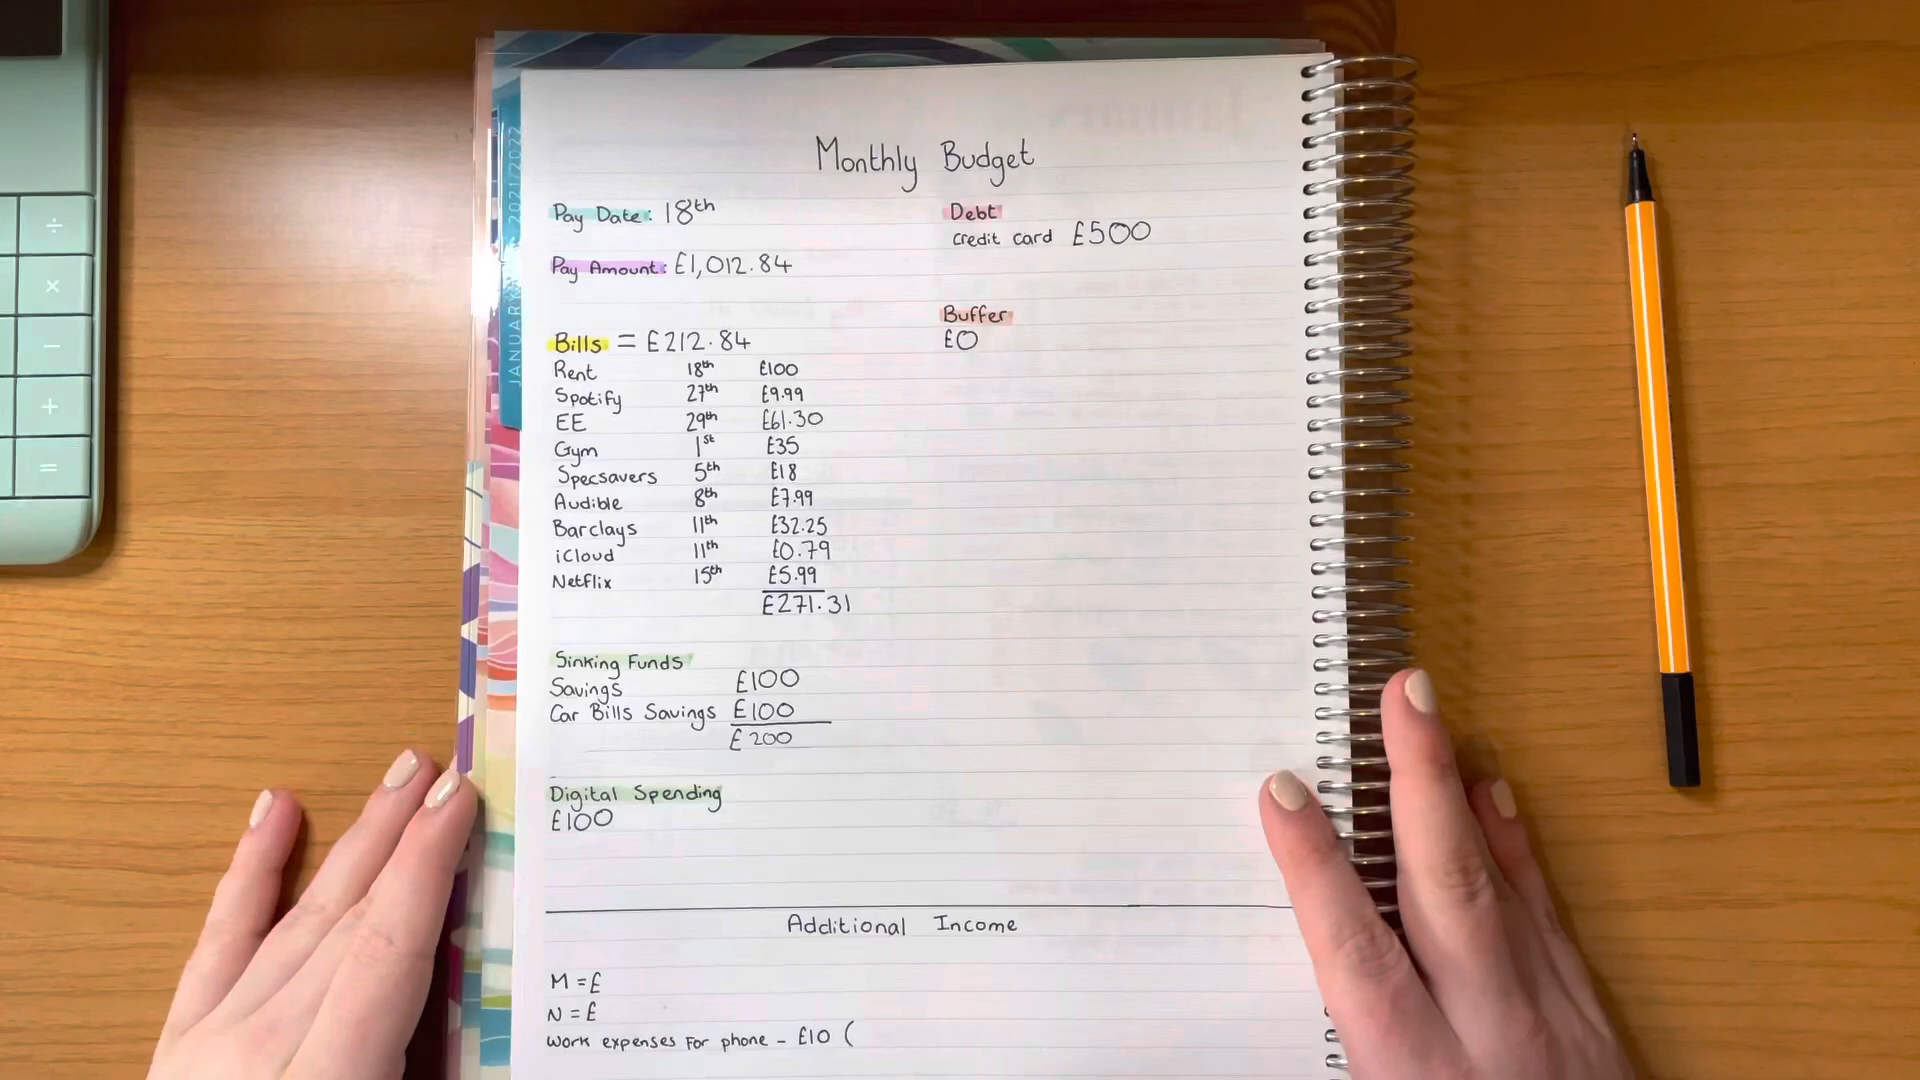 Monthly Budget
Pay Date: 18th
Pay Amount: £1,012.84
Bills = £212.84
Rent 18th £100
Spotify 27th £9.99
EE 29th £61.30
Gym 1st £35
Specsavers 5th £18
Audible 8th £7.99
Barclays 11th £32.25
iCloud 11th £0.79
Netflix 15th £5.99
£271.31
Sinking Funds
Savings £100
Car Bills Savings £100
£200
Digital Spending
£100
Debt
credit card £500
Buffer
£0
Additional Income
M = £
N = £
Work expenses for phone - £10 (
JANUARY 2021/2022
÷
×
−
+
=